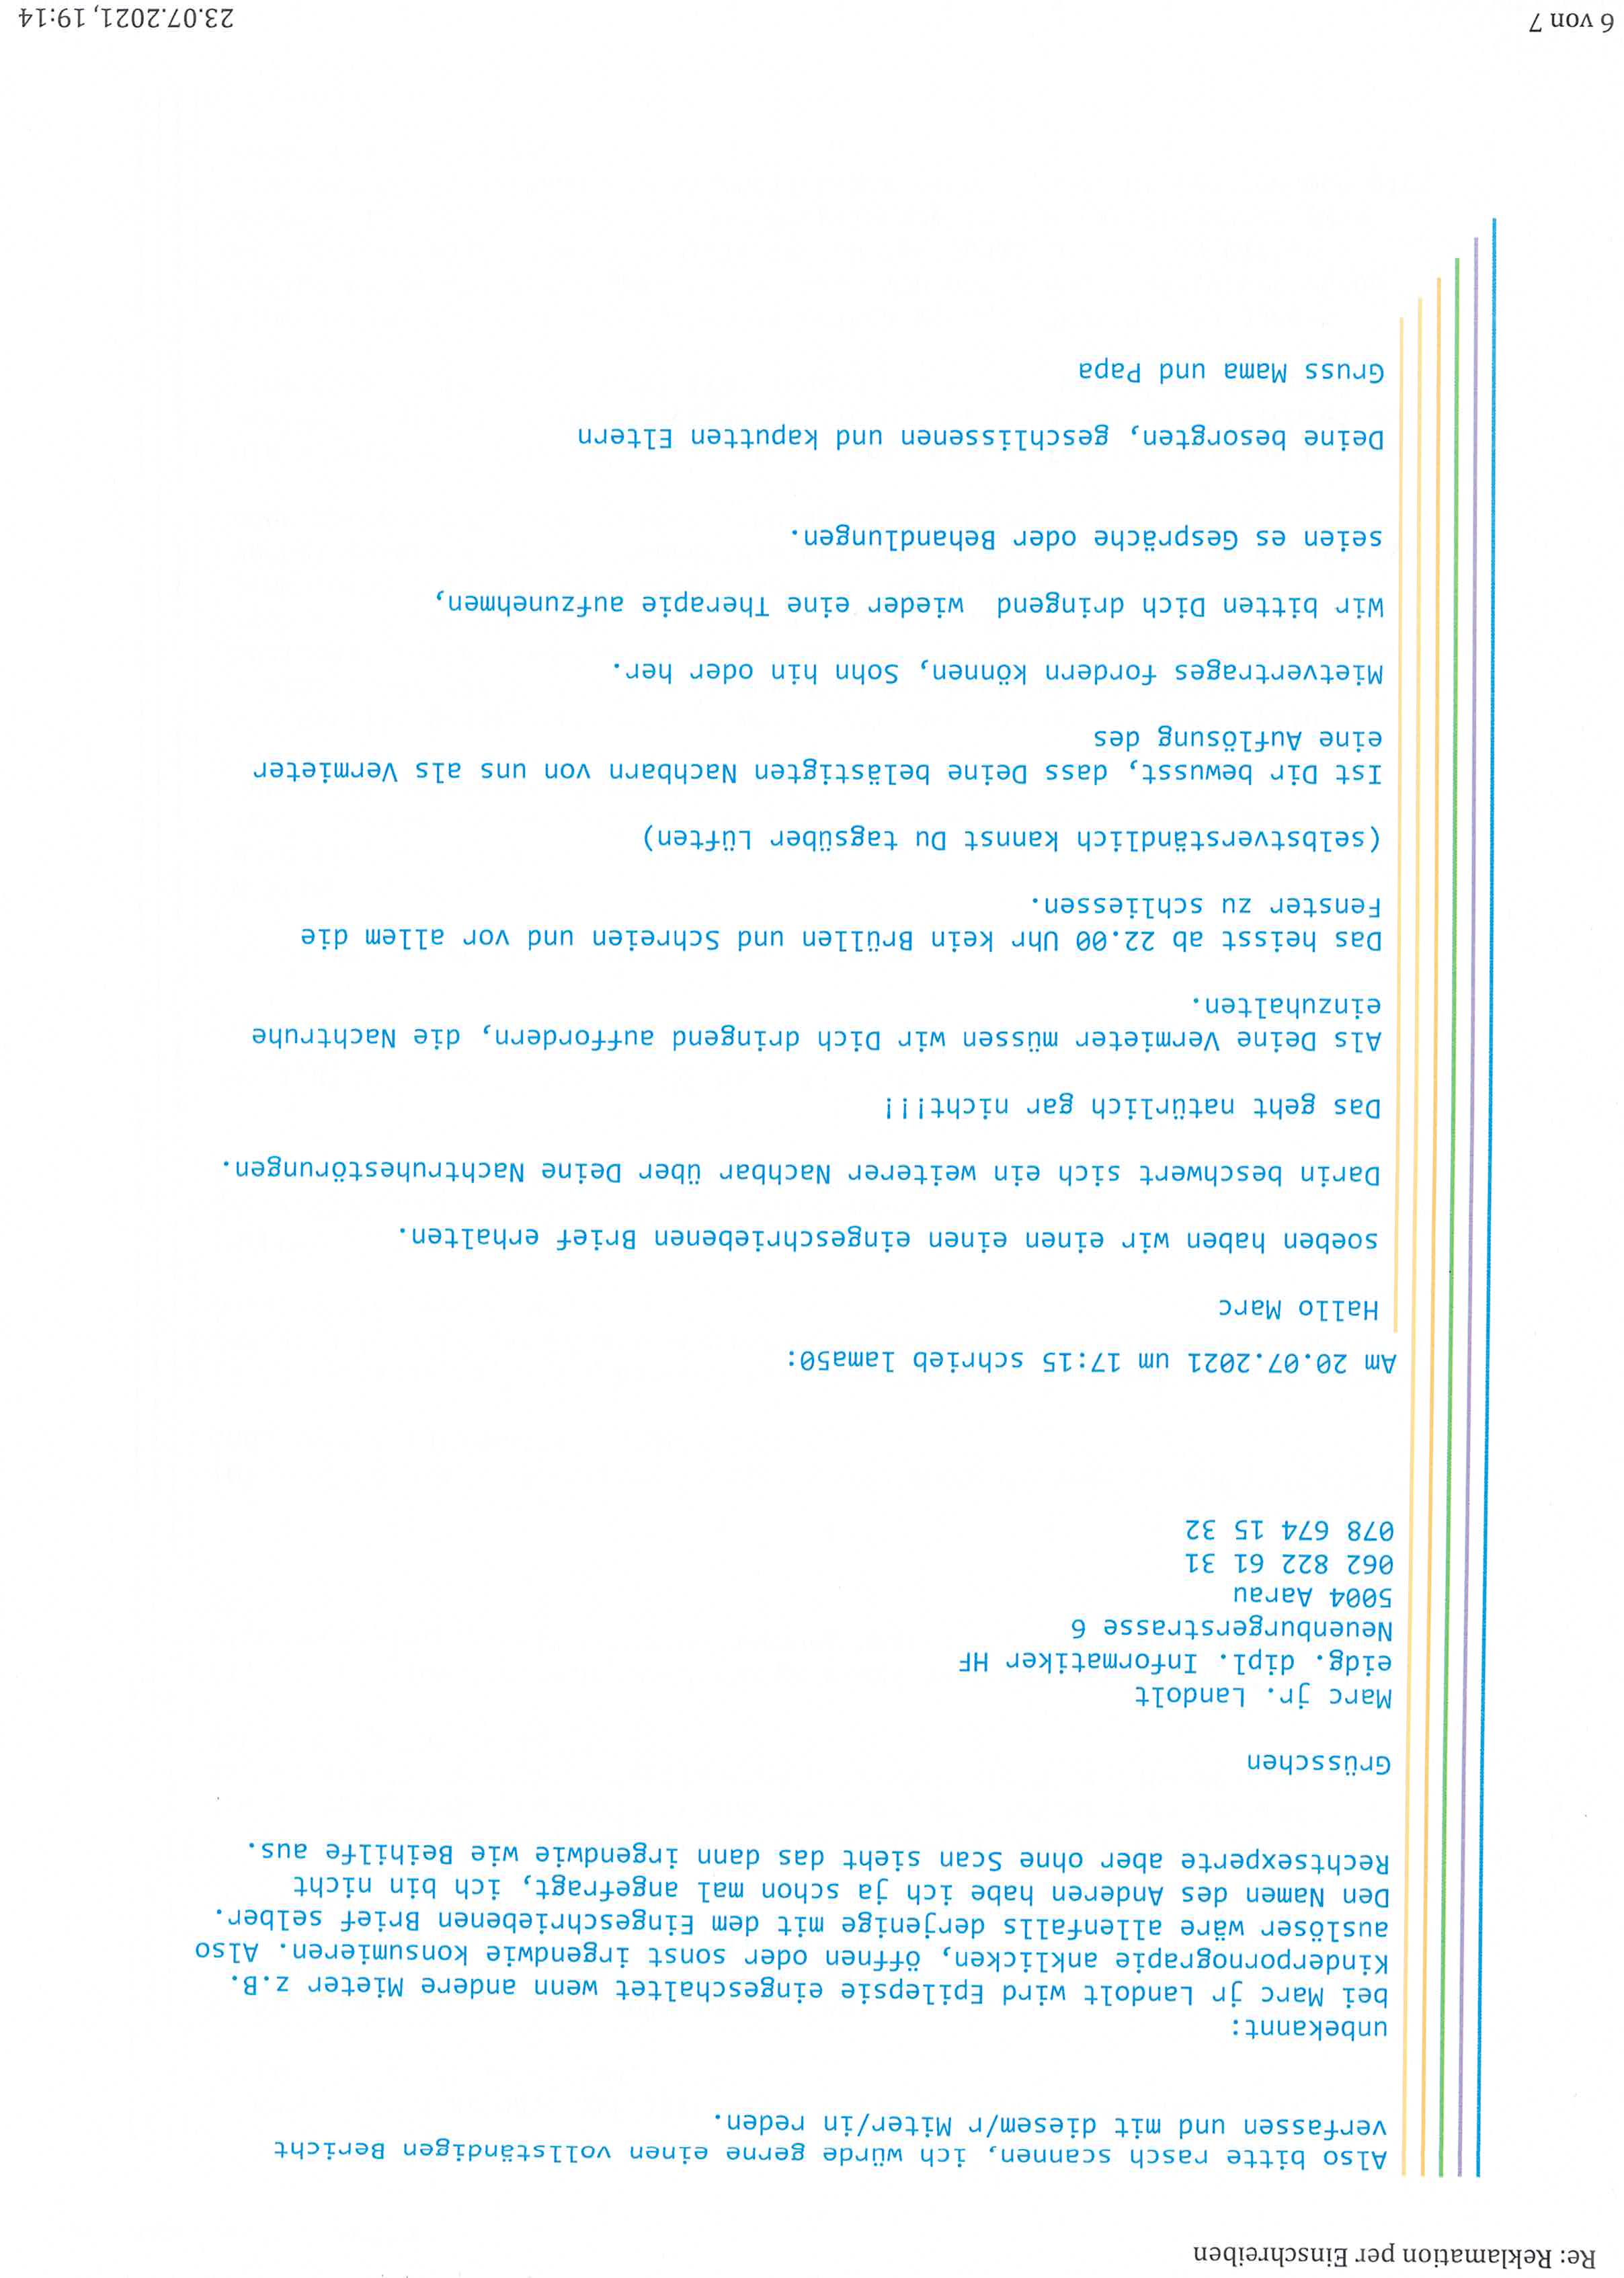 Re: Reklamation per Einschreiben
Also bitte rasch scannen, ich würde gerne einen vollständigen Bericht
verfassen und mit diesem/r Miter/in reden.
unbekannt:
bei Marc jr Landolt wird Epilepsie eingeschaltet wenn andere Mieter z.B.
Kinderpornograpie anklicken, öffnen oder sonst irgendwie konsumieren. Also
auslöser wäre allenfalls derjenige mit dem Eingeschriebenen Brief selber.
Den Namen des Anderen habe ich ja schon mal angefragt, ich bin nicht
Rechtsexperte aber ohne Scan sieht das dann irgendwie wie Beihilfe aus.
Grüsschen
Marc jr. Landolt
eidg. dipl. Informatiker HF
Neuenburgerstrasse 6
5004 Aarau
062 822 61 31
078 674 15 32
Am 20.07.2021 um 17:15 schrieb lama50:
Hallo Marc
soeben haben wir einen einen eingeschriebenen Brief erhalten.
Darin beschwert sich ein weiterer Nachbar über Deine Nachtruhestörungen.
Das geht natürlich gar nicht!!!
Als Deine Vermieter müssen wir Dich dringend auffordern, die Nachtruhe
einzuhalten.
Das heisst ab 22.00 Uhr kein Brüllen und Schreien und vor allem die
Fenster zu schliessen.
(selbstverständlich kannst Du tagsüber Lüften)
Ist Dir bewusst, dass Deine belästigten Nachbarn von uns als Vermieter
eine Auflösung des
Mietvertrages fordern können, Sohn hin oder her.
Wir bitten Dich dringend  wieder eine Therapie aufzunehmen,
seien es Gespräche oder Behandlungen.
Deine besorgten, geschlissenen und kaputten Eltern
Gruss Mama und Papa
6 von 7
23.07.2021, 19:14